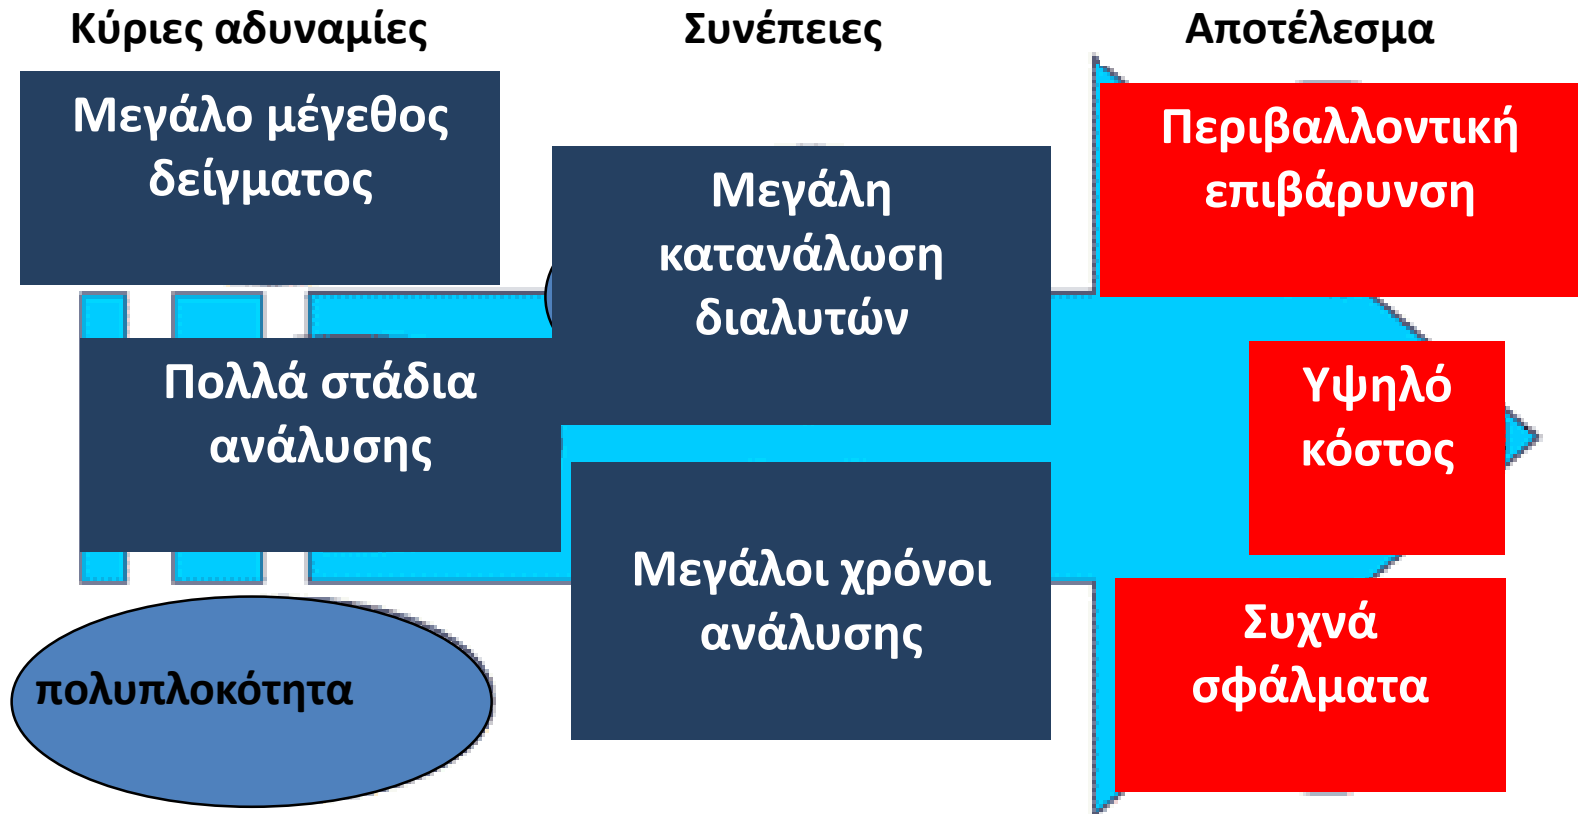 Κύριες αδυναμίες
Συνέπειες
Αποτέλεσμα
Μεγάλο μέγεθος
δείγματος
Πολλά στάδια
ανάλυσης
πολυπλοκότητα
Μεγάλη
κατανάλωση
διαλυτών
Μεγάλοι χρόνοι
ανάλυσης
Περιβαλλοντική
επιβάρυνση
Υψηλό
κόστος
Συχνά
σφάλματα